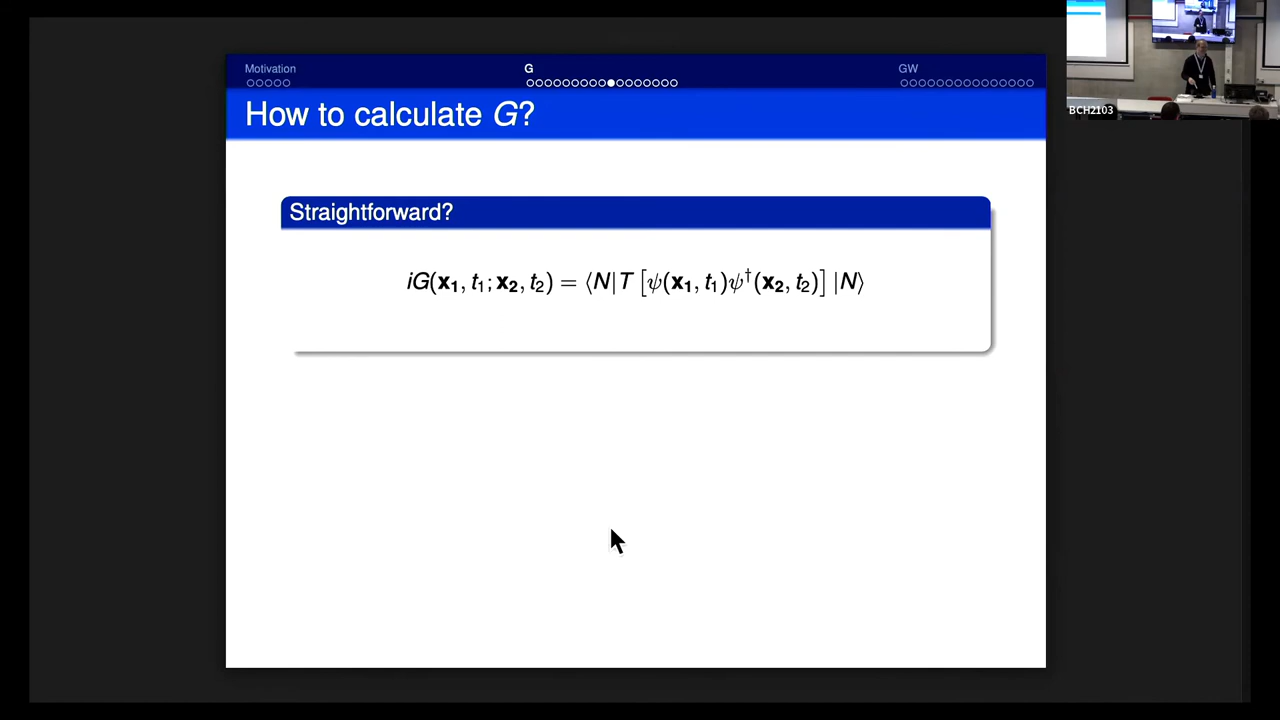 Motivation
G
GW
How to calculate G?
Straightforward?
iG(x₁, t₁; x₂, t₂) = ⟨N|T [ψ(x₁, t₁)ψ†(x₂, t₂)] |N⟩
BCH2103